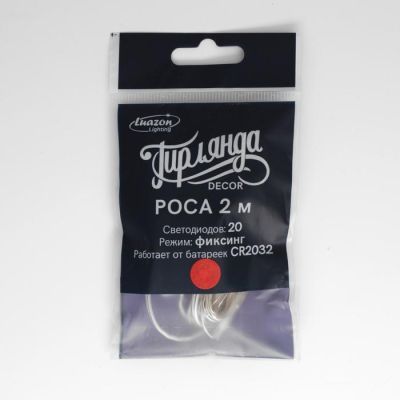 Luazon
Lighting
Гирлянда
DECOR
РОСА 2 м
Светодиодов: 20
Режим: фиксинг
Работает от батареек CR2032